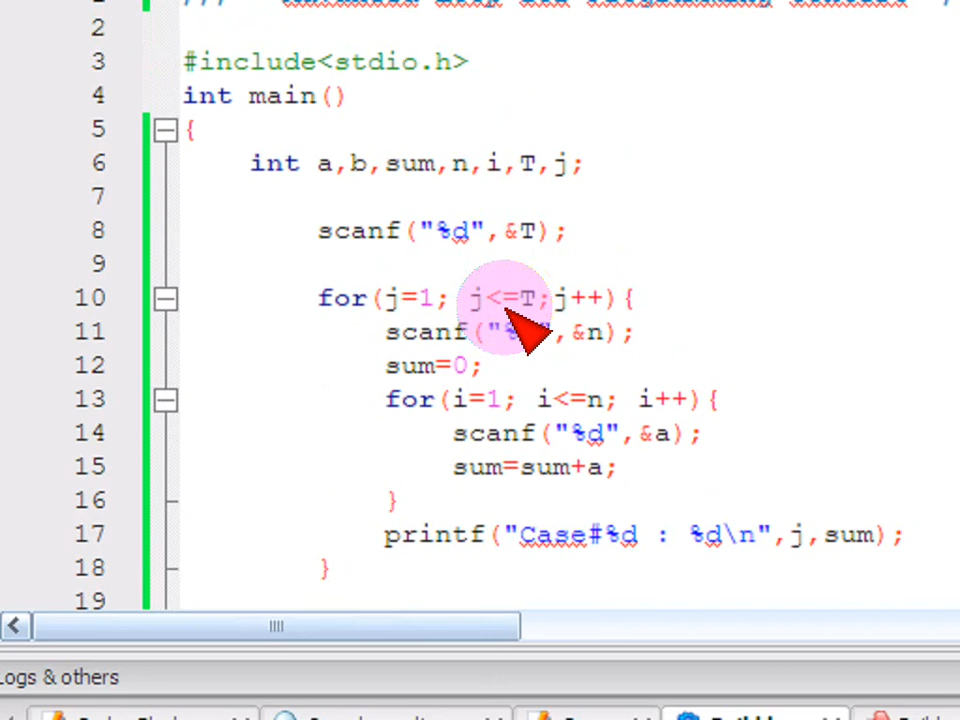 2
3 #include<stdio.h>
4 int main()
5 {
6 int a,b,sum,n,i,T,j;
7
8 scanf("%d",&T);
9
10 for(j=1; j<=T;j++){
11 scanf("%d",&n);
12 sum=0;
13 for(i=1; i<=n; i++){
14 scanf("%d",&a);
15 sum=sum+a;
16 }
17 printf("Case#%d : %d\n",j,sum);
18 }
19
Logs & others